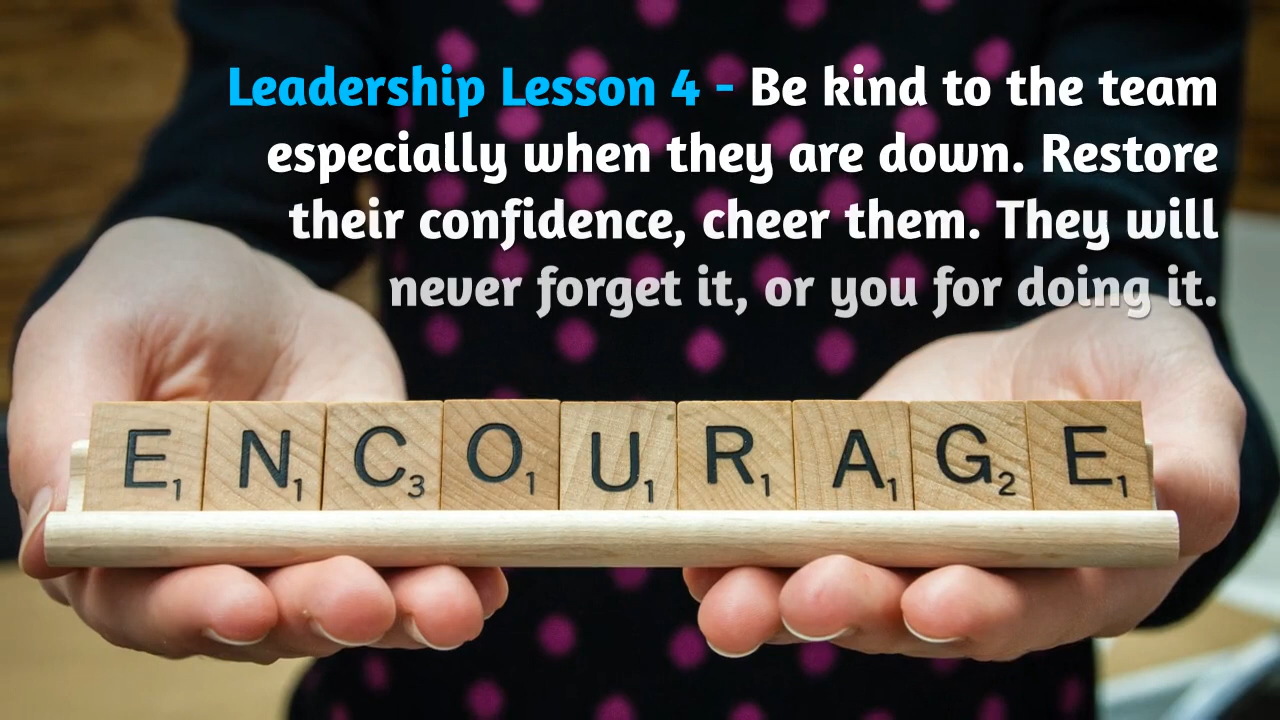 Leadership Lesson 4 - Be kind to the team
especially when they are down. Restore
their confidence, cheer them. They will
never forget it, or you for doing it.
E1 N1 C3 O1 U1 R1 A1 G2 E1